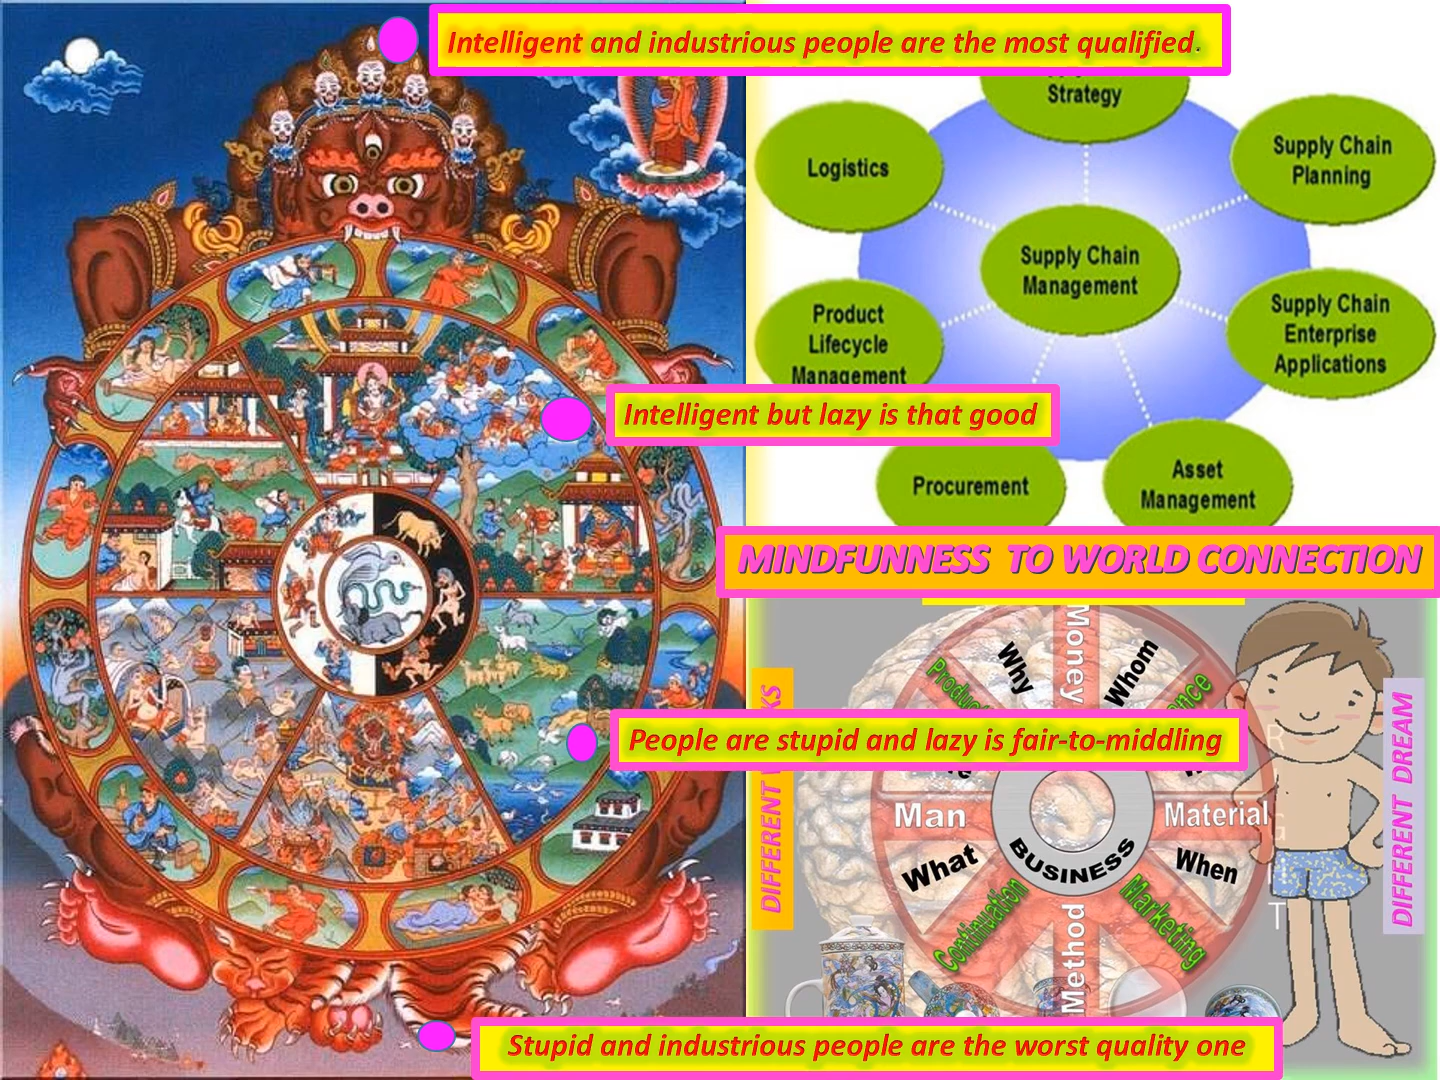 Intelligent and industrious people are the most qualified.
Strategy
Logistics
Supply Chain
Planning
Supply Chain
Management
Product
Lifecycle
Management
Supply Chain
Enterprise
Applications
Intelligent but lazy is that good
Procurement
Asset
Management
MINDFUNNESS TO WORLD CONNECTION
Money
Why
Whom
DIFFERENT
DIFFERENT DREAM
People are stupid and lazy is fair-to-middling
Man
Material
BUSINESS
What
When
Continuation
Marketing
Method
Stupid and industrious people are the worst quality one